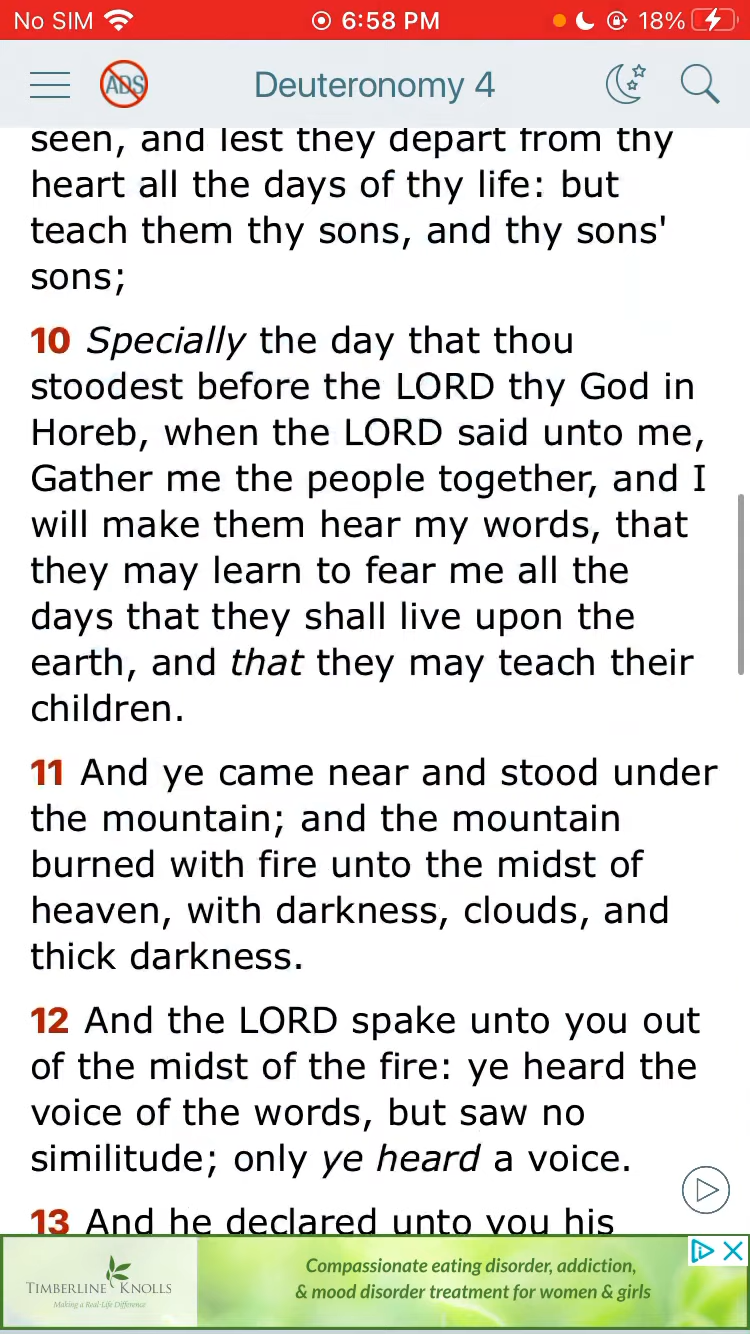 No SIM 6:58 PM 18%
ADS Deuteronomy 4
seen, and lest they depart from thy
heart all the days of thy life: but
teach them thy sons, and thy sons'
sons;
10 Specially the day that thou
stoodest before the LORD thy God in
Horeb, when the LORD said unto me,
Gather me the people together, and I
will make them hear my words, that
they may learn to fear me all the
days that they shall live upon the
earth, and that they may teach their
children.
11 And ye came near and stood under
the mountain; and the mountain
burned with fire unto the midst of
heaven, with darkness, clouds, and
thick darkness.
12 And the LORD spake unto you out
of the midst of the fire: ye heard the
voice of the words, but saw no
similitude; only ye heard a voice.
13 And he declared unto you his
TIMBERLINE KNOLLS
Making a Real-Life Difference
Compassionate eating disorder, addiction,
& mood disorder treatment for women & girls